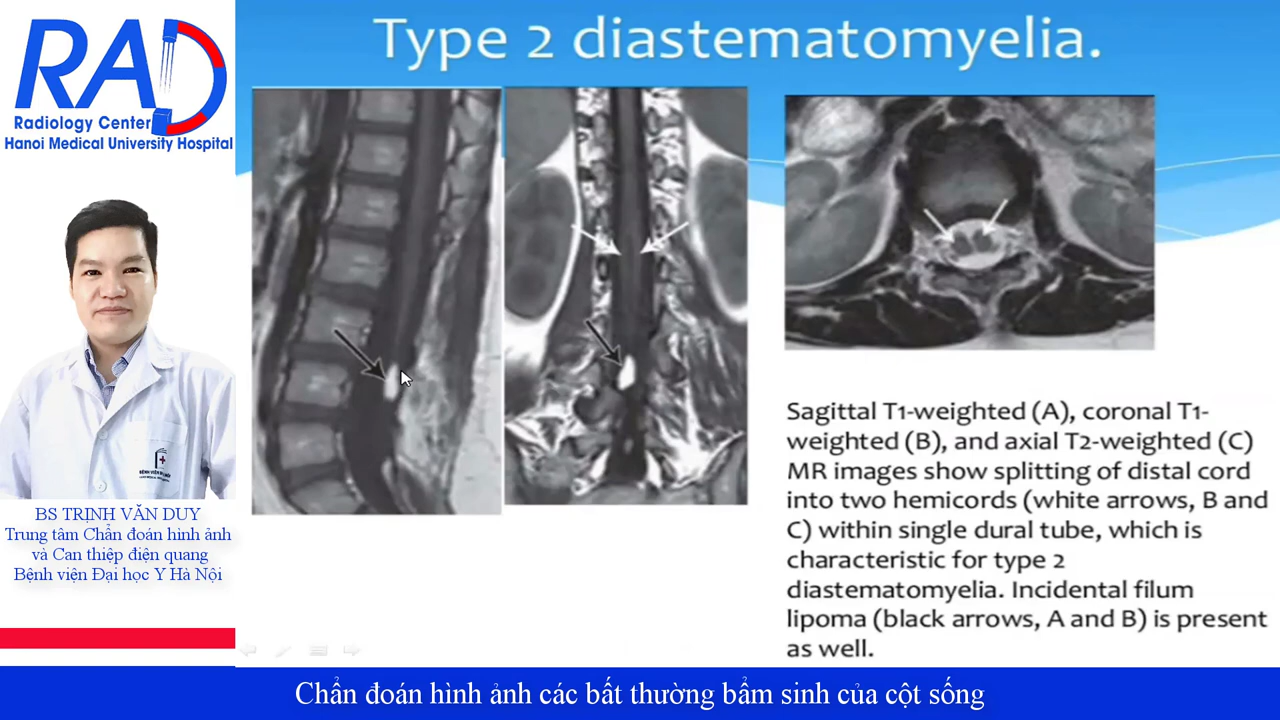 RAD
Radiology Center
Hanoi Medical University Hospital
BS TRỊNH VĂN DUY
Trung tâm Chẩn đoán hình ảnh
và Can thiệp điện quang
Bệnh viện Đại học Y Hà Nội
Type 2 diastematomyelia.
Sagittal T1-weighted (A), coronal T1-
weighted (B), and axial T2-weighted (C)
MR images show splitting of distal cord
into two hemicords (white arrows, B and
C) within single dural tube, which is
characteristic for type 2
diastematomyelia. Incidental filum
lipoma (black arrows, A and B) is present
as well.
Chẩn đoán hình ảnh các bất thường bẩm sinh của cột sống